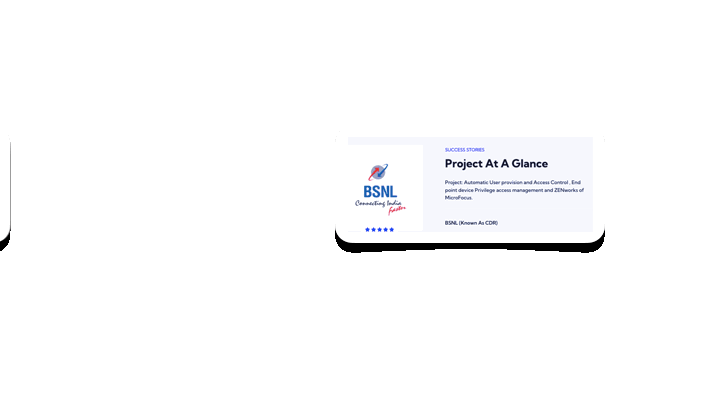 SUCCESS STORIES
Project At A Glance
BSNL
Connecting India
faster
Project: Automatic User provision and Access Control , End
point device Privilege access management and ZENworks of
MicroFocus.
BSNL (Known As CDR)